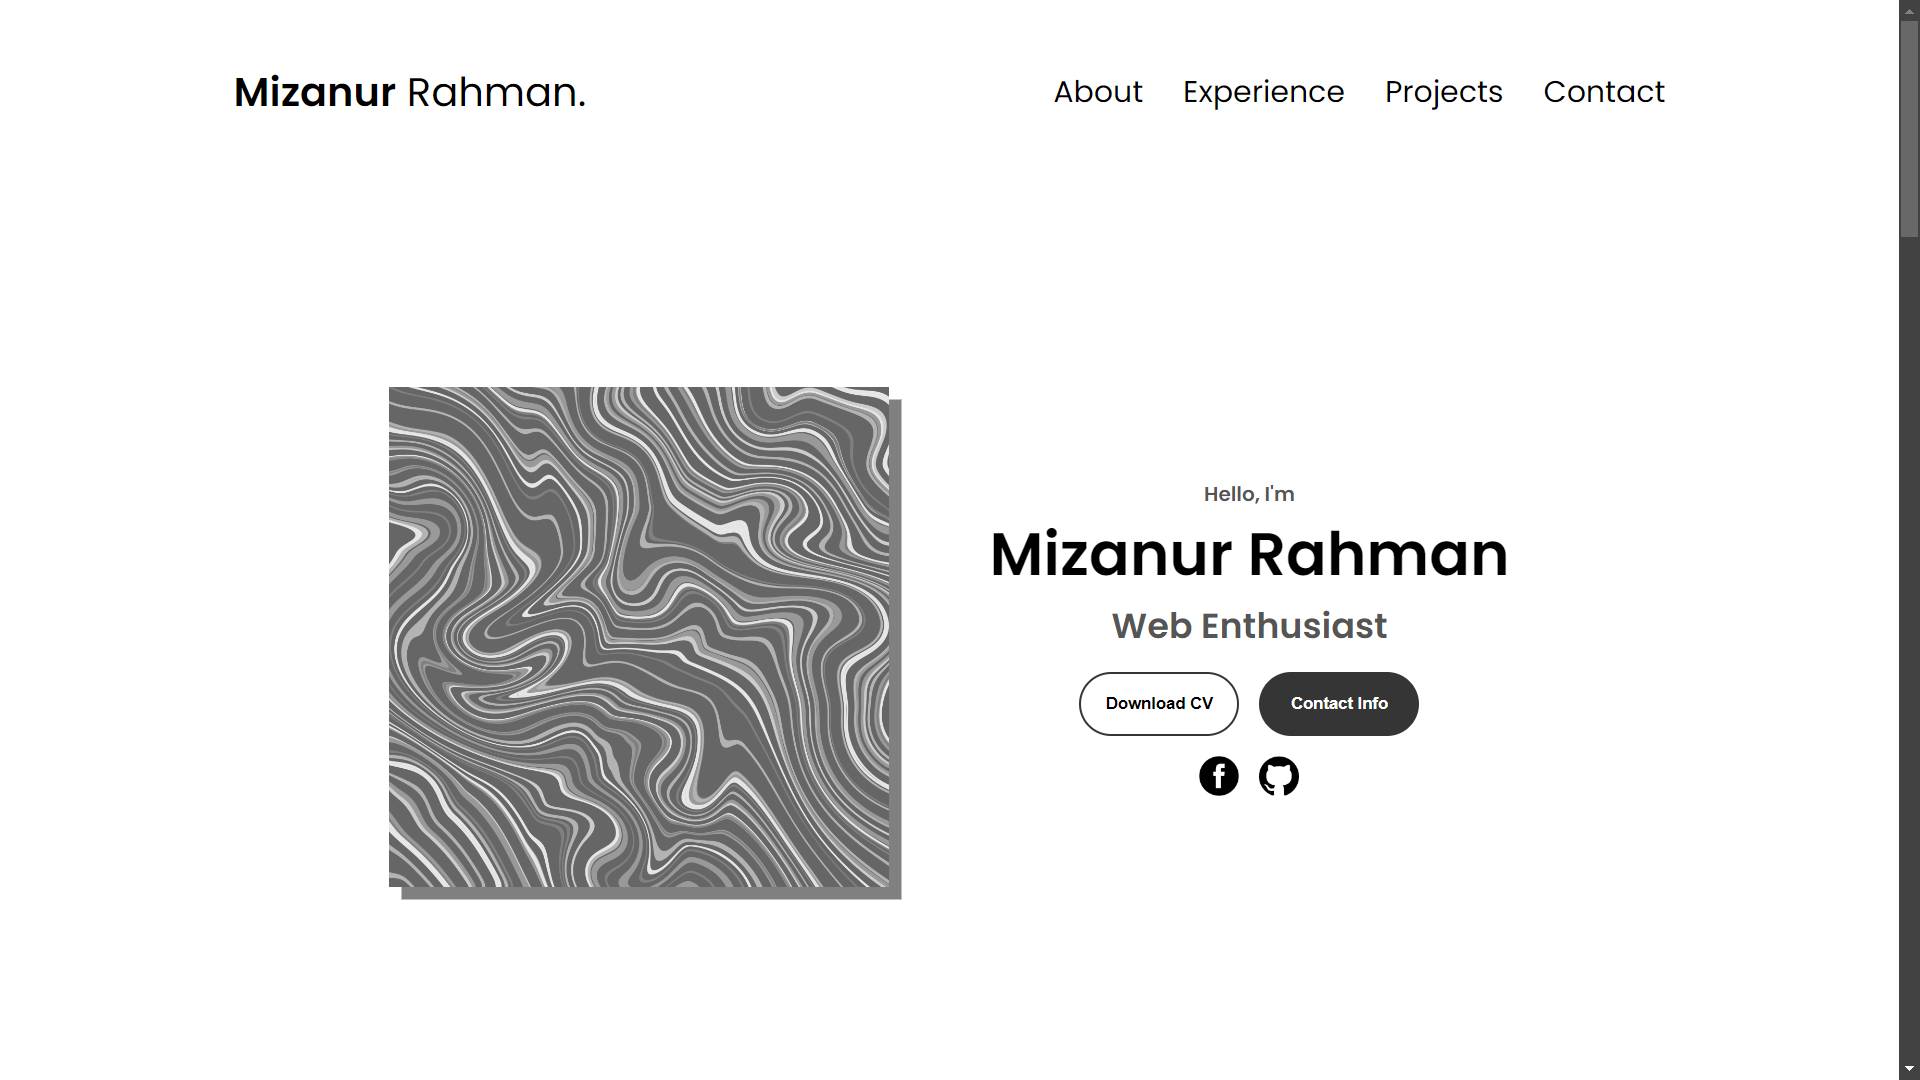 Mizanur Rahman.
About Experience Projects Contact
Hello, I'm
Mizanur Rahman
Web Enthusiast
Download CV Contact Info